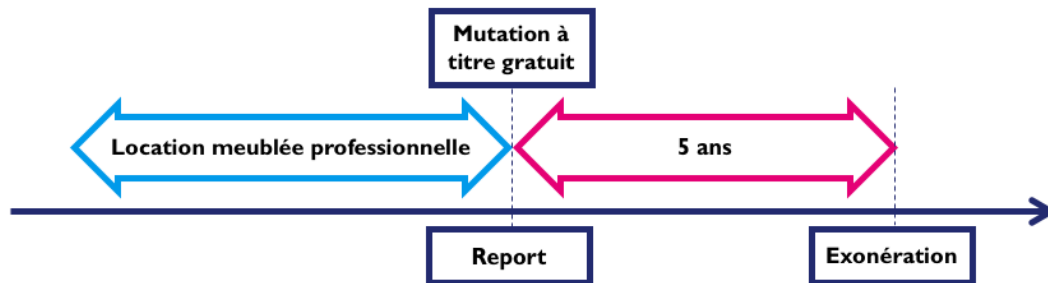 Mutation à
titre gratuit
Location meublée professionnelle
5 ans
Report
Exonération